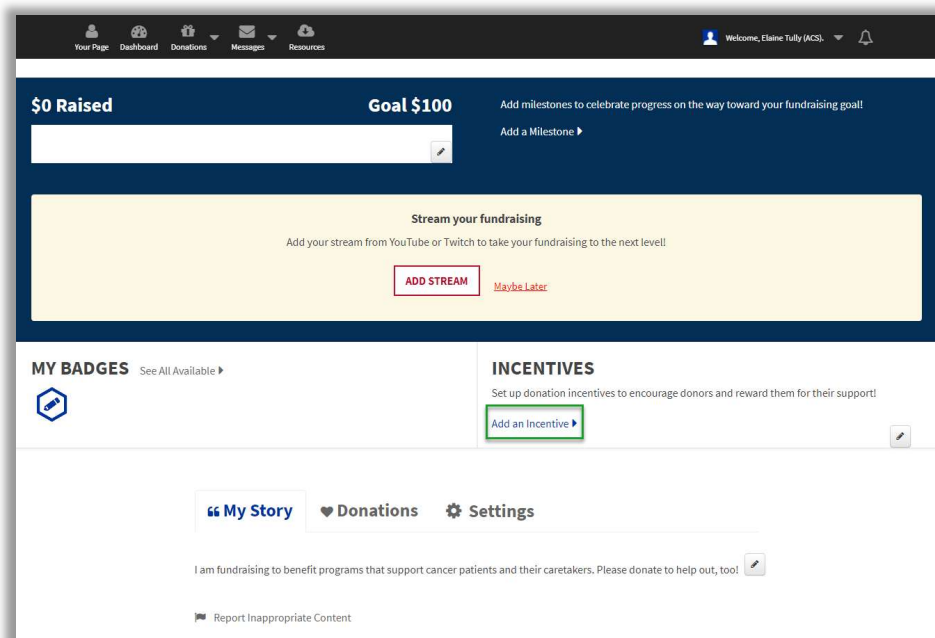 Your Page Dashboard Donations Messages Resources
Welcome, Elaine Tully (ACS).
$0 Raised
Goal $100
Add milestones to celebrate progress on the way toward your fundraising goal!
Add a Milestone
Stream your fundraising
Add your stream from YouTube or Twitch to take your fundraising to the next level!
ADD STREAM
Maybe Later
MY BADGES See All Available
INCENTIVES
Set up donation incentives to encourage donors and reward them for their support!
Add an Incentive
My Story Donations Settings
I am fundraising to benefit programs that support cancer patients and their caretakers. Please donate to help out, too!
Report Inappropriate Content